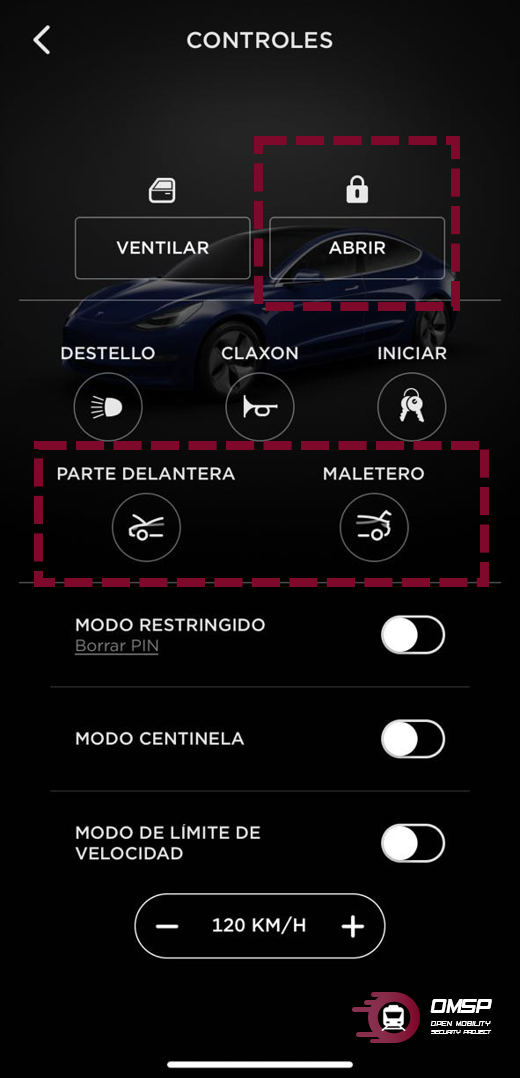 CONTROLES
VENTILAR
ABRIR
DESTELLO
CLAXON
INICIAR
PARTE DELANTERA
MALETERO
MODO RESTRINGIDO
Borrar PIN
MODO CENTINELA
MODO DE LÍMITE DE
VELOCIDAD
120 KM/H
OMSP
OPEN MOBILITY
SECURITY PROJECT